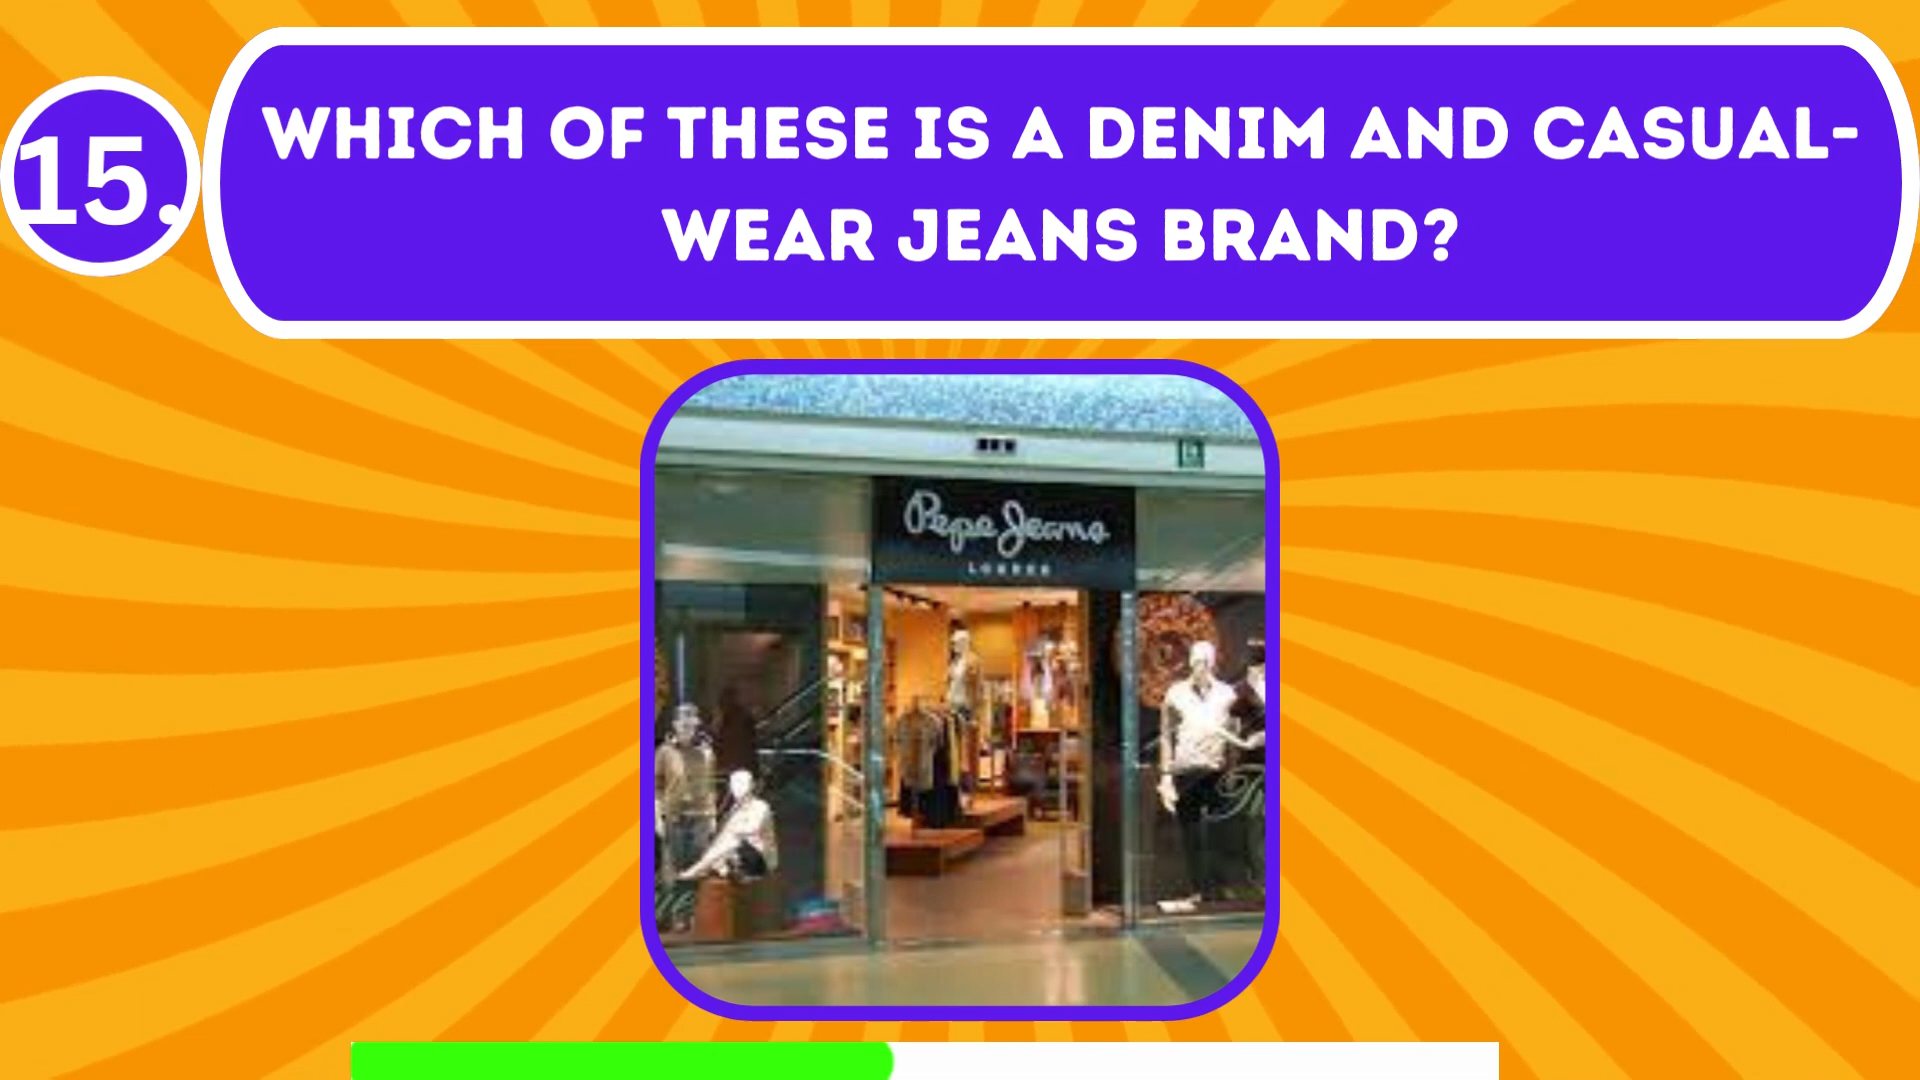 15.
WHICH OF THESE IS A DENIM AND CASUAL-
WEAR JEANS BRAND?
Pepe Jeans
LONDON